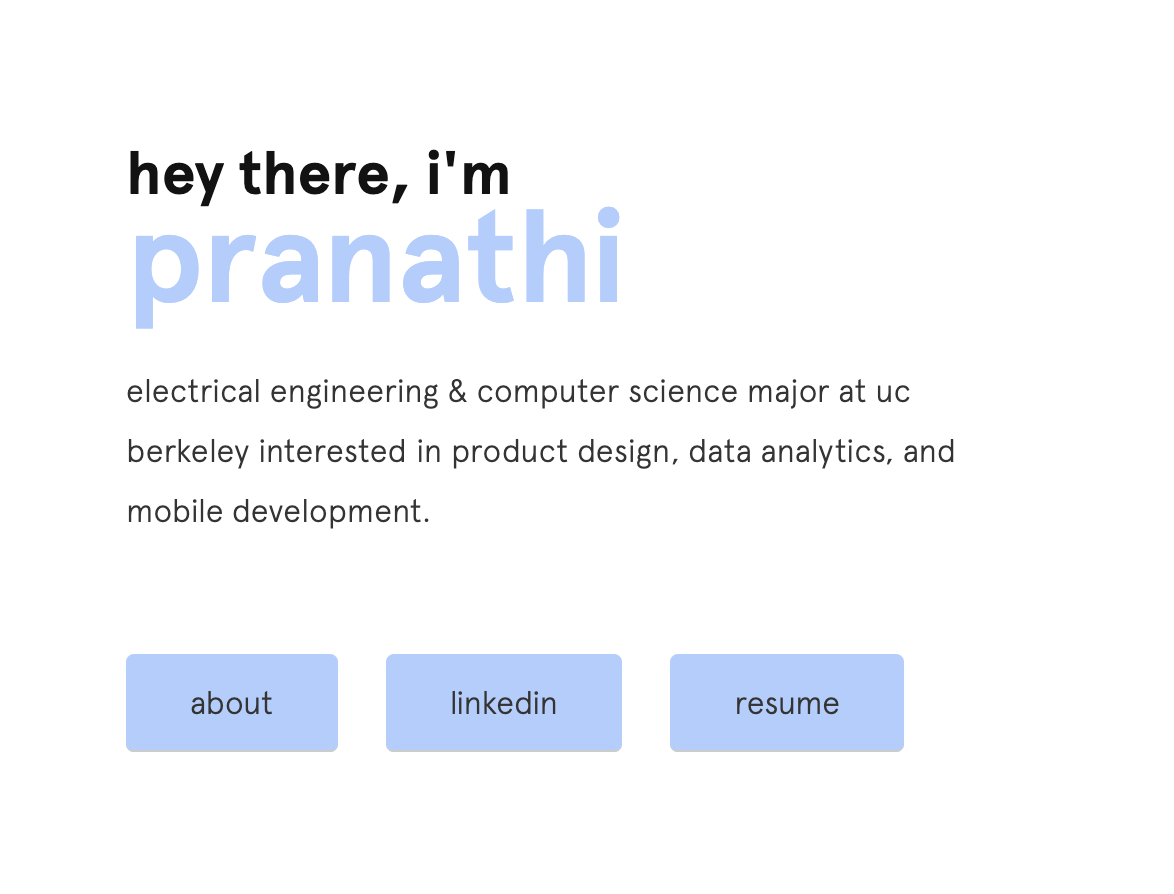 hey there, i'm
pranathi
electrical engineering & computer science major at uc
berkeley interested in product design, data analytics, and
mobile development.
about
linkedin
resume